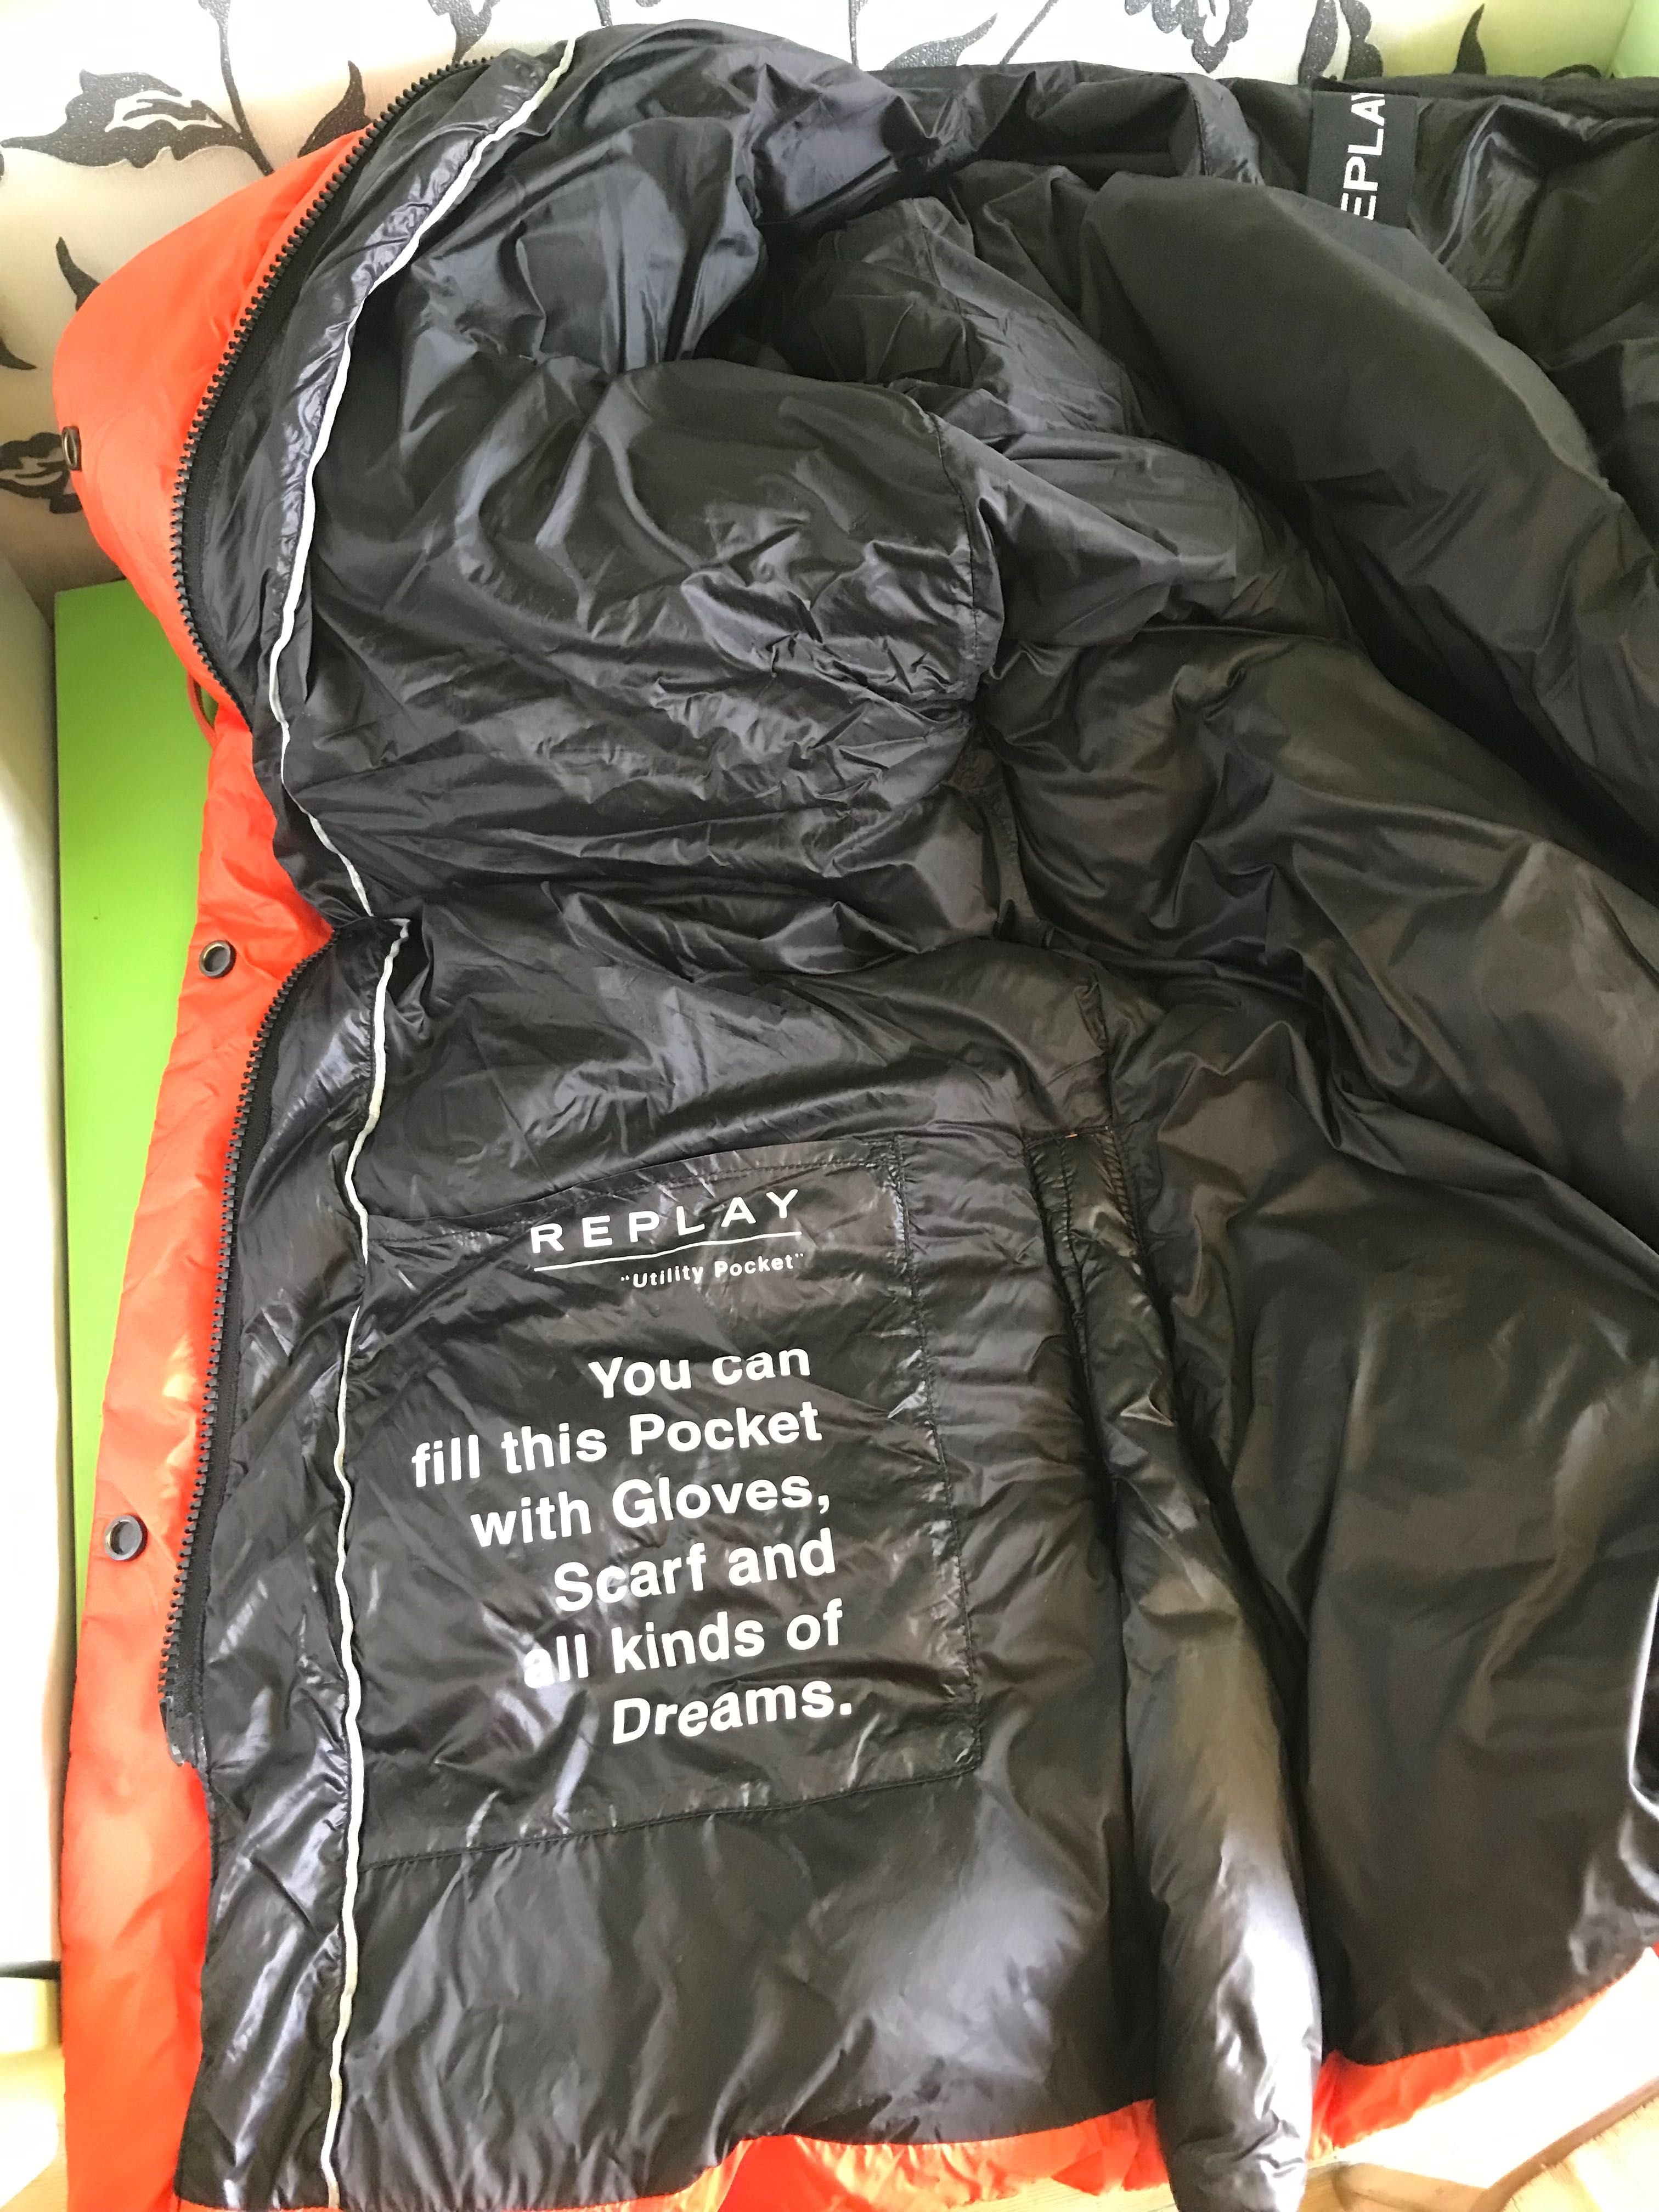 REPLAY
REPLAY
"Utility Pocket"
You can
fill this Pocket
with Gloves,
Scarf and
all kinds of
Dreams.